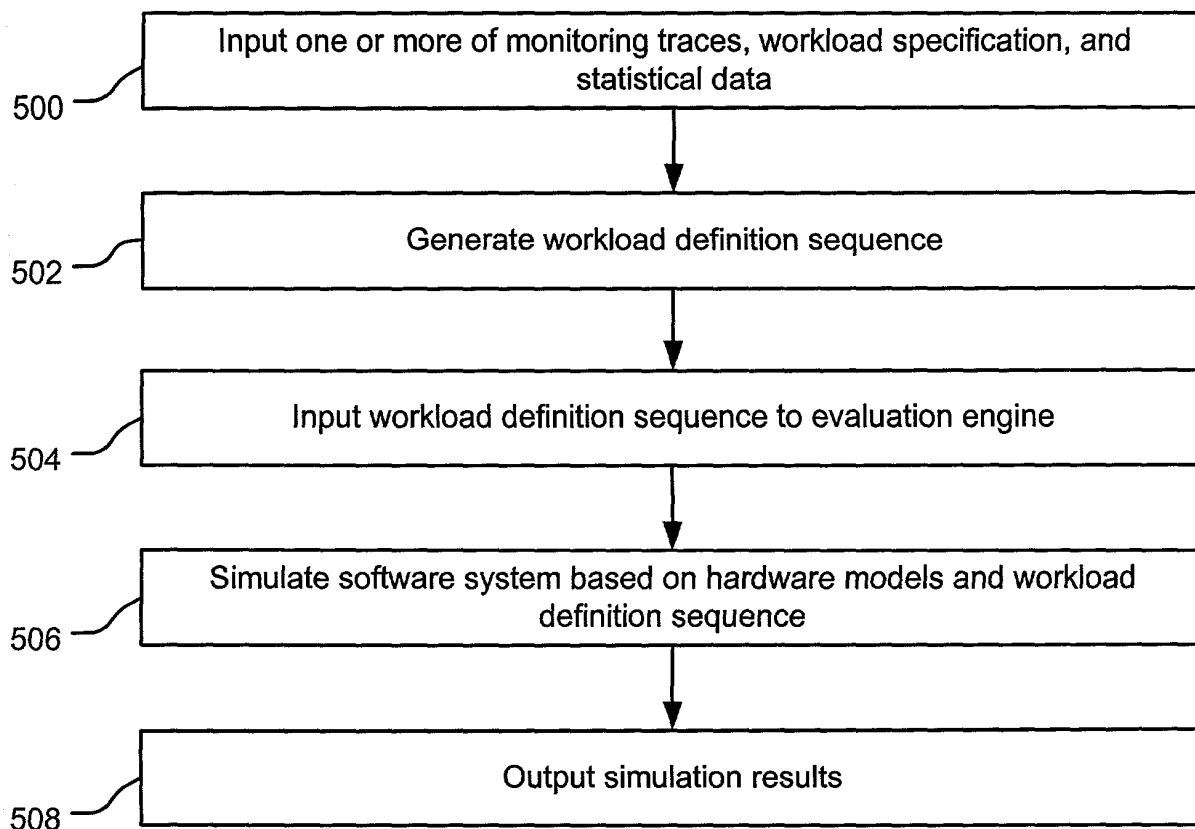 Input one or more of monitoring traces, workload specification, and
statistical data
500
Generate workload definition sequence
502
Input workload definition sequence to evaluation engine
504
Simulate software system based on hardware models and workload
definition sequence
506
Output simulation results
508